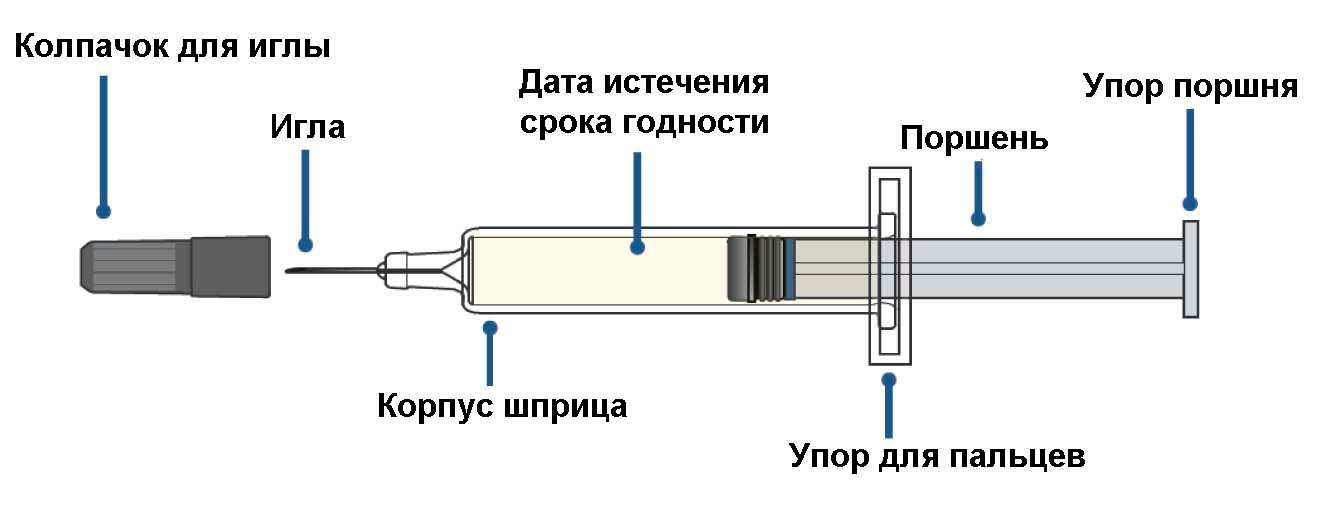 Колпачок для иглы
Игла
Дата истечения
срока годности
Поршень
Упор поршня
Корпус шприца
Упор для пальцев